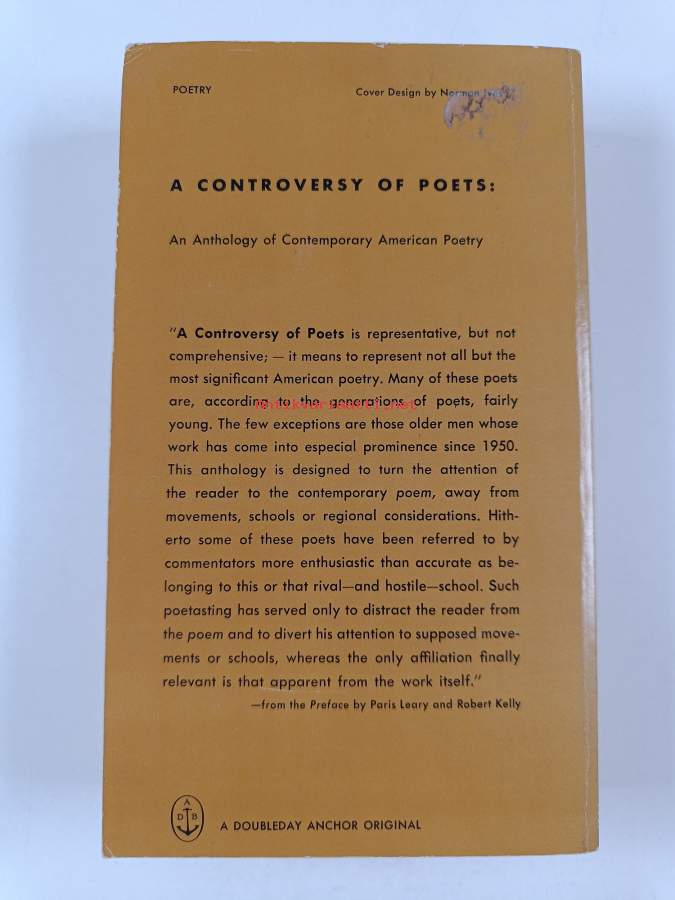 POETRY
Cover Design by Norman
A CONTROVERSY OF POETS:
An Anthology of Contemporary American Poetry
"A Controversy of Poets is representative, but not
comprehensive; — it means to represent not all but the
most significant American poetry. Many of these poets
are, according to the generations of poets, fairly
antikvariaatti.net
young. The few exceptions are those older men whose
work has come into especial prominence since 1950.
This anthology is designed to turn the attention of
the reader to the contemporary poem, away from
movements, schools or regional considerations. Hith-
erto some of these poets have been referred to by
commentators more enthusiastic than accurate as be-
longing to this or that rival—and hostile—school. Such
poetasting has served only to distract the reader from
the poem and to divert his attention to supposed move-
ments or schools, whereas the only affiliation finally
relevant is that apparent from the work itself."
—from the Preface by Paris Leary and Robert Kelly
A
D B
A DOUBLEDAY ANCHOR ORIGINAL